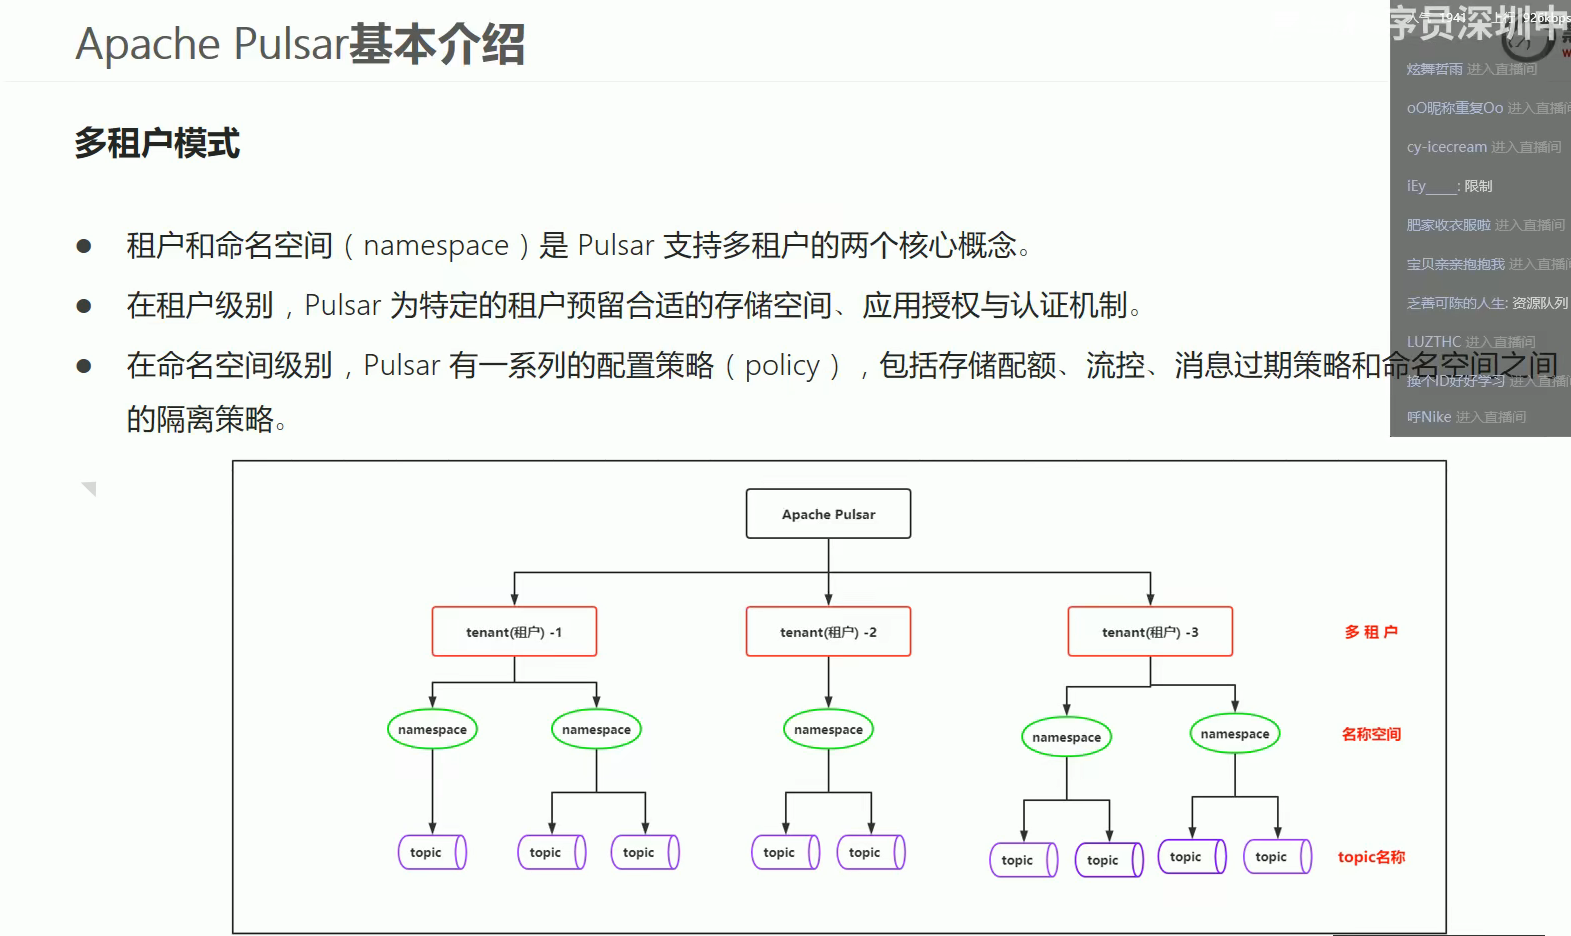 Apache Pulsar基本介绍
多租户模式
● 租户和命名空间（namespace）是 Pulsar 支持多租户的两个核心概念。
● 在租户级别，Pulsar 为特定的租户预留合适的存储空间、应用授权与认证机制。
● 在命名空间级别，Pulsar 有一系列的配置策略（policy），包括存储配额、流控、消息过期策略和命名空间之间
的隔离策略。
序员深圳中
人气 1941 上行 926kbps
炫舞哲雨 进入直播间
oO昵称重复Oo 进入直播间
cy-icecream 进入直播间
iEy____: 限制
肥家收衣服啦 进入直播间
宝贝亲亲抱抱我 进入直播间
乏善可陈的人生: 资源队列
LUZTHC 进入直播间
换个ID好好学习 进入直播间
呼Nike 进入直播间
Apache Pulsar
tenant(租户) -1
tenant(租户) -2
tenant(租户) -3
多 租 户
namespace
namespace
namespace
namespace
namespace
名称空间
topic
topic
topic
topic
topic
topic
topic
topic
topic
topic名称